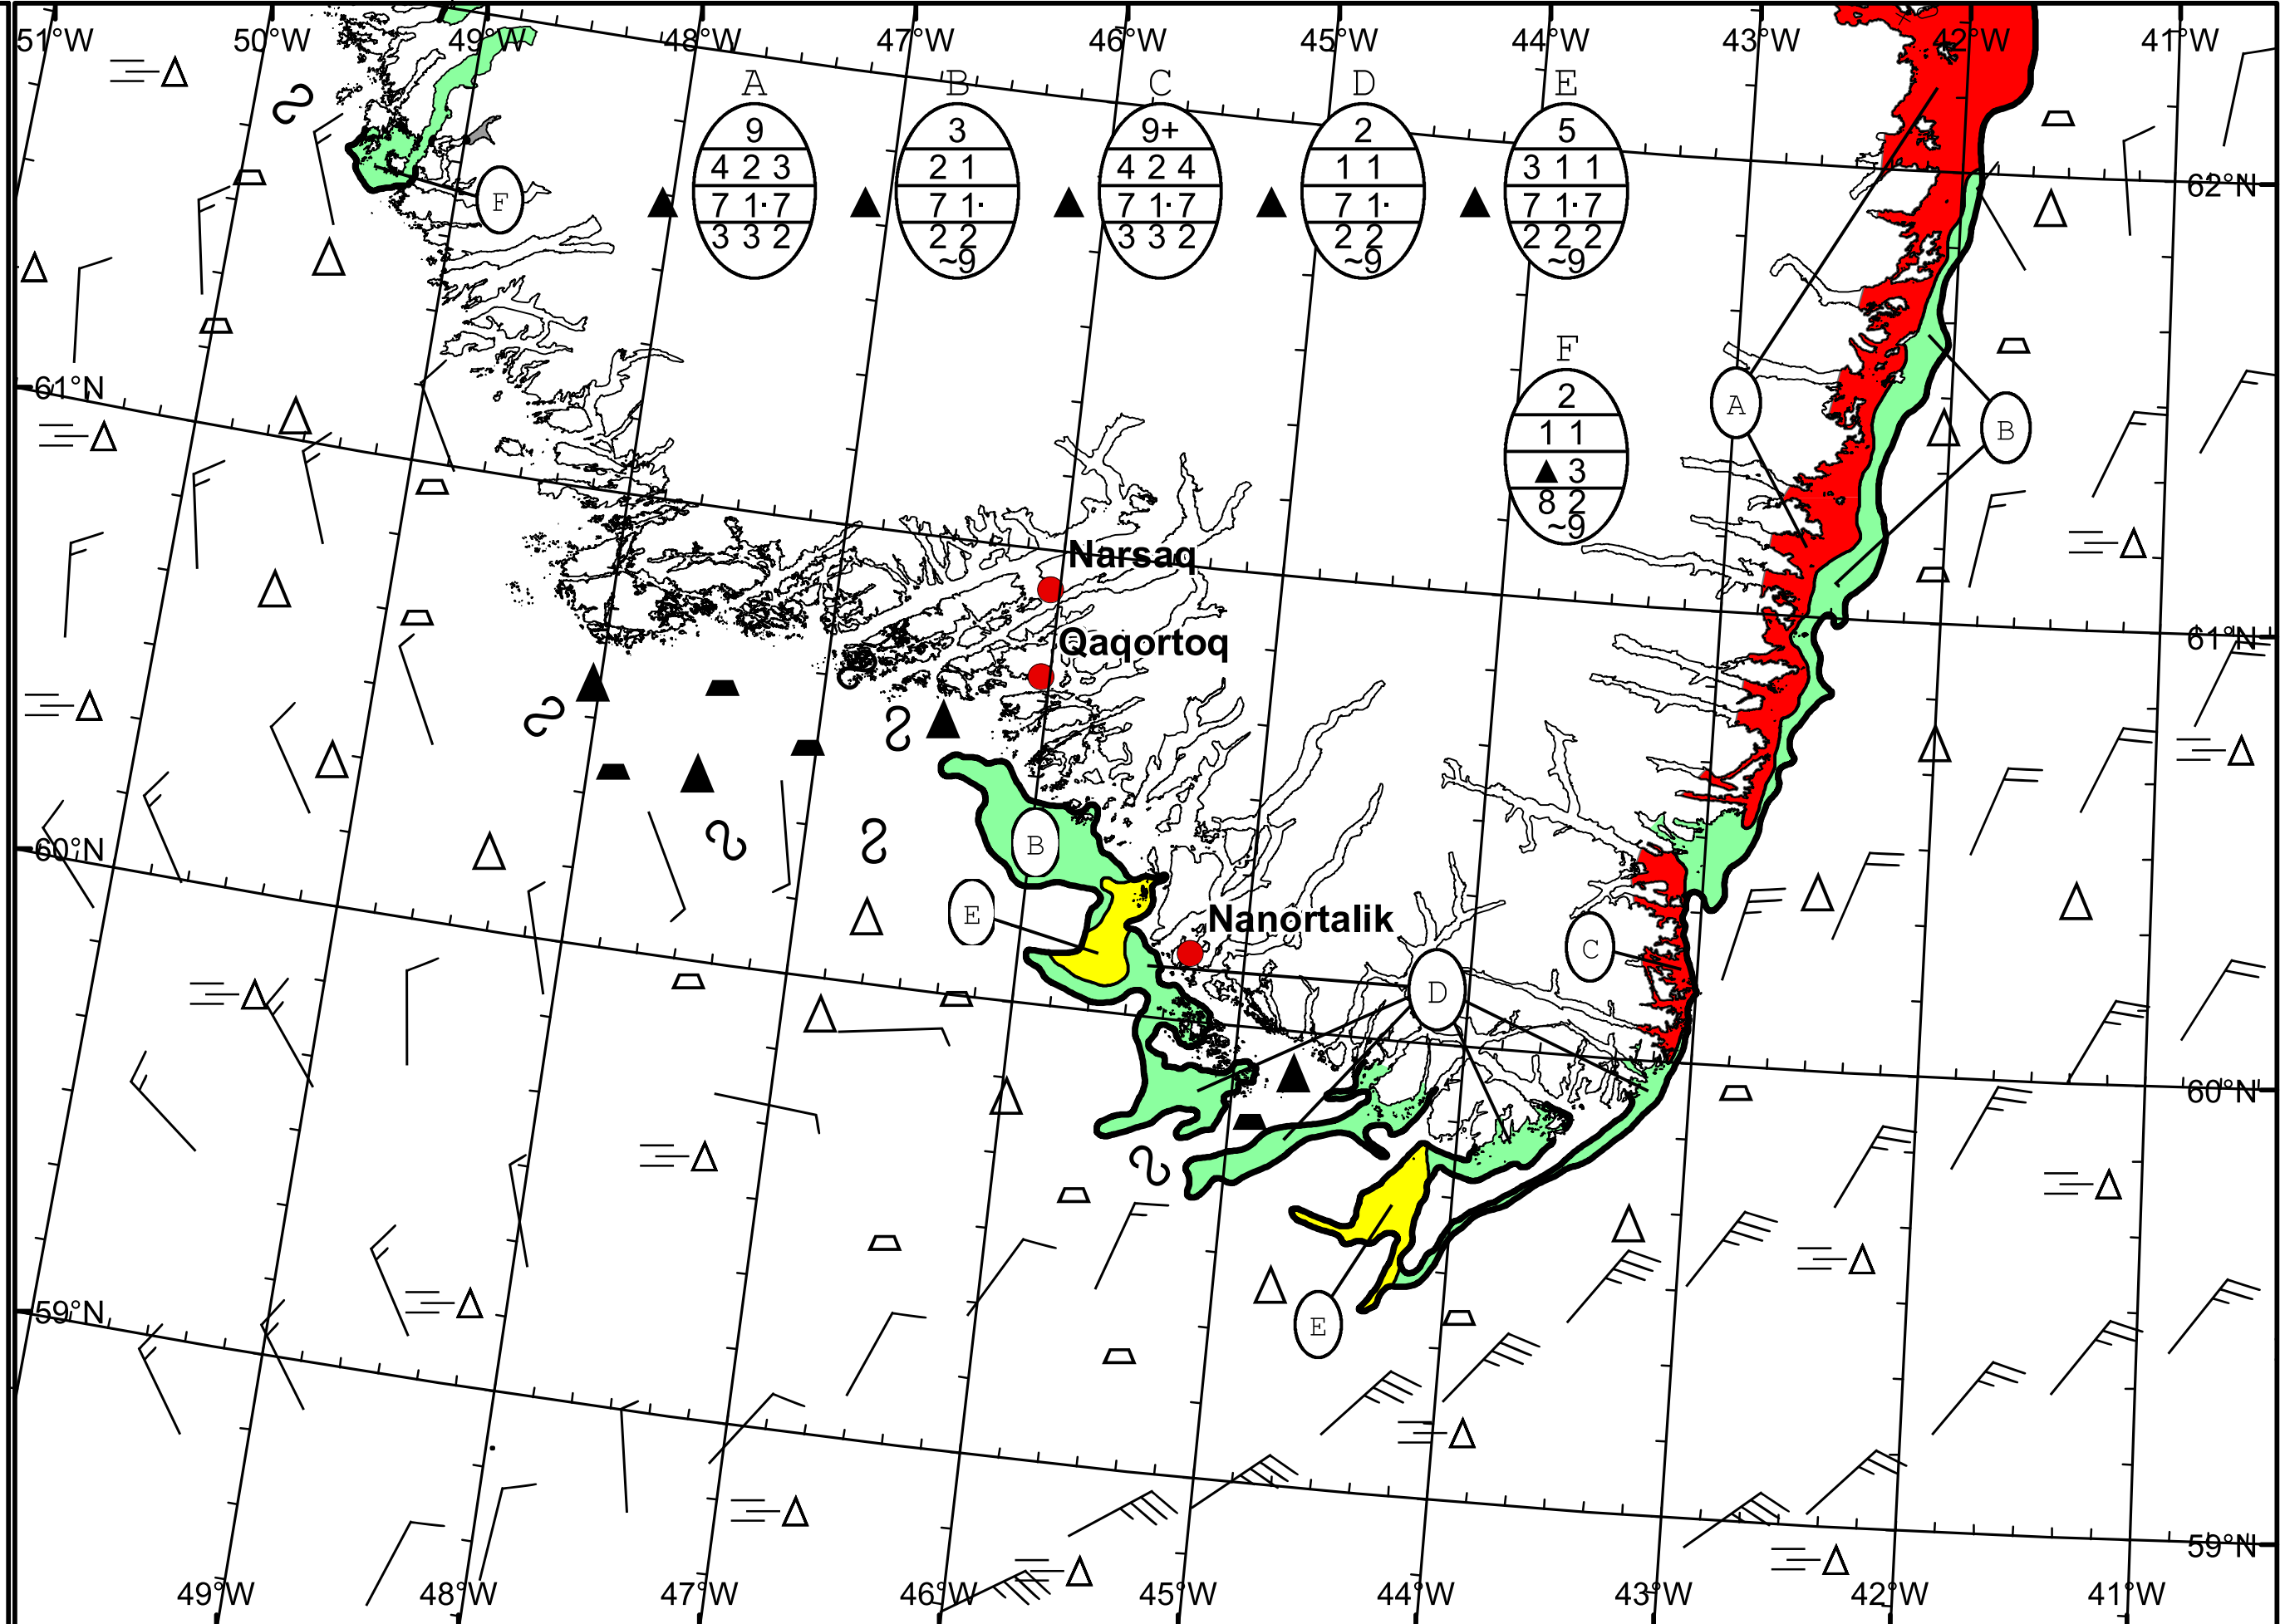 51°W 50°W 49°W 48°W 47°W 46°W 45°W 44°W 43°W 42°W 41°W
A B C D E
9 3 9+ 2 5
4 2 3 2 1 4 2 4 1 1 3 1 1
7 1· 7 7 1· 7 1· 7 7 1· 7 1· 7
3 3 2 2 2 3 3 2 2 2 2 2 2
~9 ~9 ~9
62°N
F
F
2
1 1
3
8 2
~9
61°N
A
B
Narsaq
61°N
Qaqortoq
60°N
B
E
Nanortalik
C
D
60°N
59°N
E
59°N
49°W 48°W 47°W 46°W 45°W 44°W 43°W 42°W 41°W